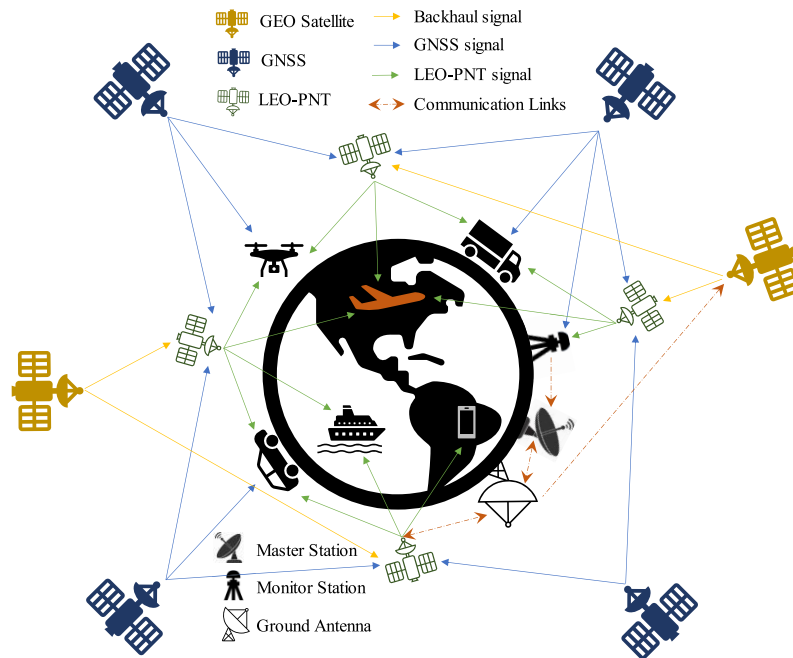 GEO Satellite
GNSS
LEO-PNT
Backhaul signal
GNSS signal
LEO-PNT signal
Communication Links
Master Station
Monitor Station
Ground Antenna